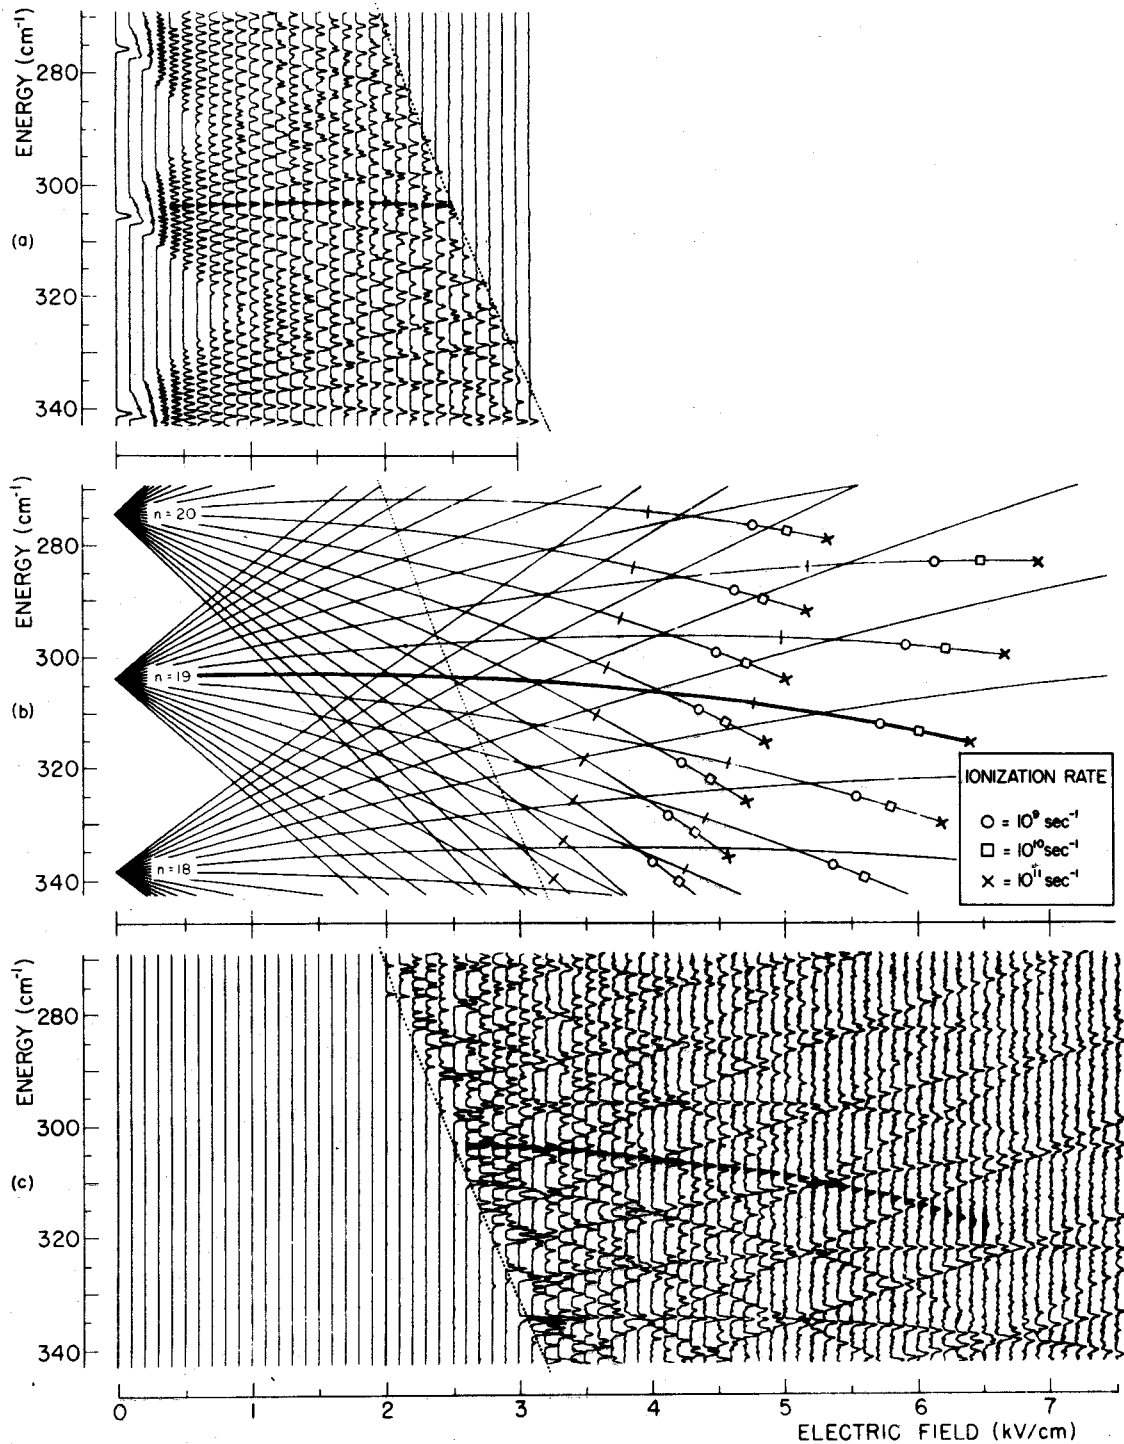 ENERGY (cm⁻¹)
280
300
(a)
320
340
ENERGY (cm⁻¹)
n=20
280
300
n=19
(b)
320
n=18
340
IONIZATION RATE
○ = 10⁹ sec⁻¹
□ = 10¹⁰ sec⁻¹
× = 10¹¹ sec⁻¹
ENERGY (cm⁻¹)
280
300
(c)
320
340
0 1 2 3 4 5 6 7
ELECTRIC FIELD (kV/cm)